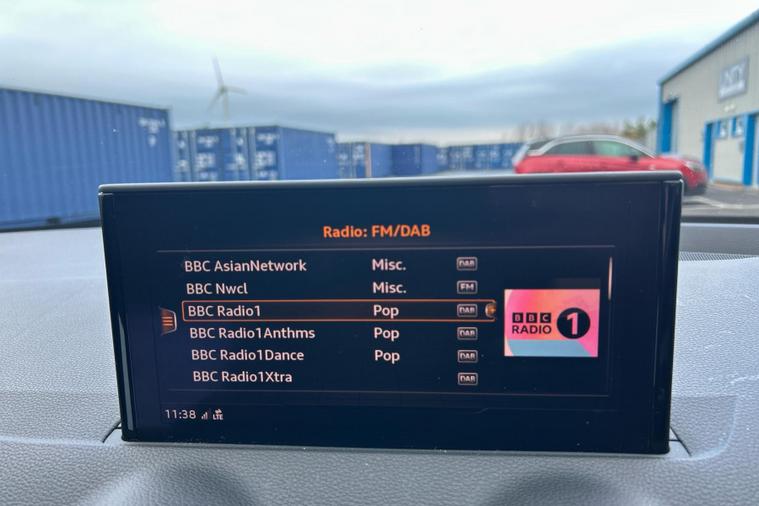 Radio: FM/DAB
BBC AsianNetwork Misc. DAB
BBC Nwcl Misc. FM
BBC Radio1 Pop DAB
BBC Radio1Anthms Pop DAB
BBC Radio1Dance Pop DAB
BBC Radio1Xtra DAB
BBC
RADIO 1
11:38 LTE